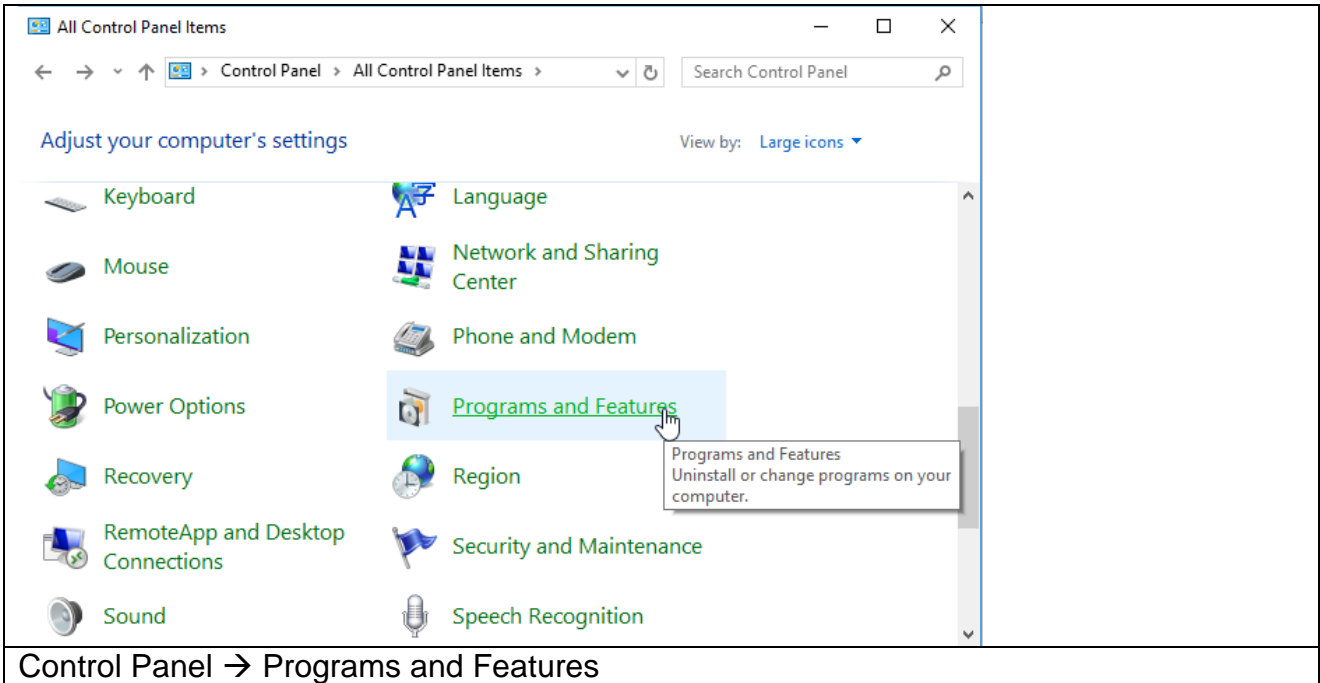 All Control Panel Items
Control Panel > All Control Panel Items >
Search Control Panel
Adjust your computer's settings
View by: Large icons
Keyboard
Language
Mouse
Network and Sharing
Center
Personalization
Phone and Modem
Power Options
Programs and Features
Programs and Features
Uninstall or change programs on your
computer.
Recovery
Region
RemoteApp and Desktop
Connections
Security and Maintenance
Sound
Speech Recognition
Control Panel → Programs and Features